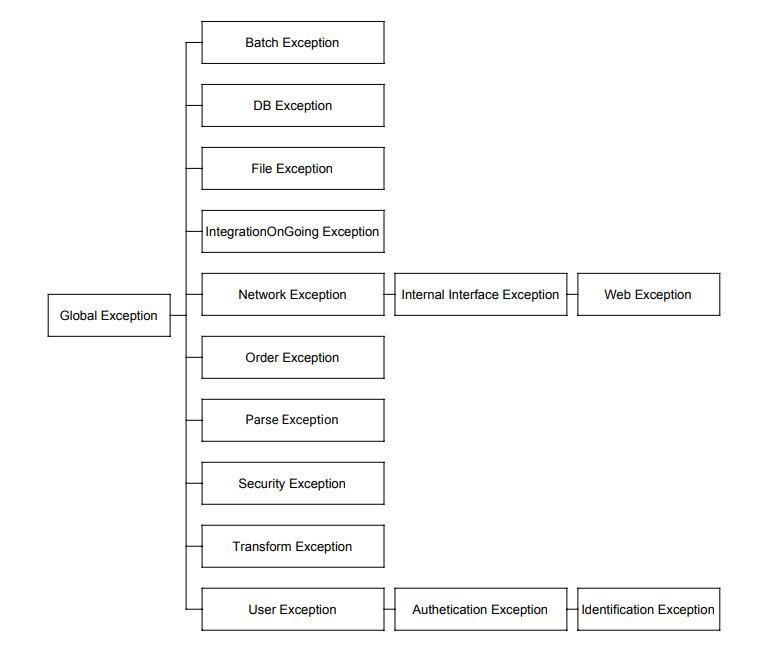 Batch Exception
DB Exception
File Exception
IntegrationOnGoing Exception
Network Exception
Internal Interface Exception
Web Exception
Global Exception
Order Exception
Parse Exception
Security Exception
Transform Exception
User Exception
Authetication Exception
Identification Exception